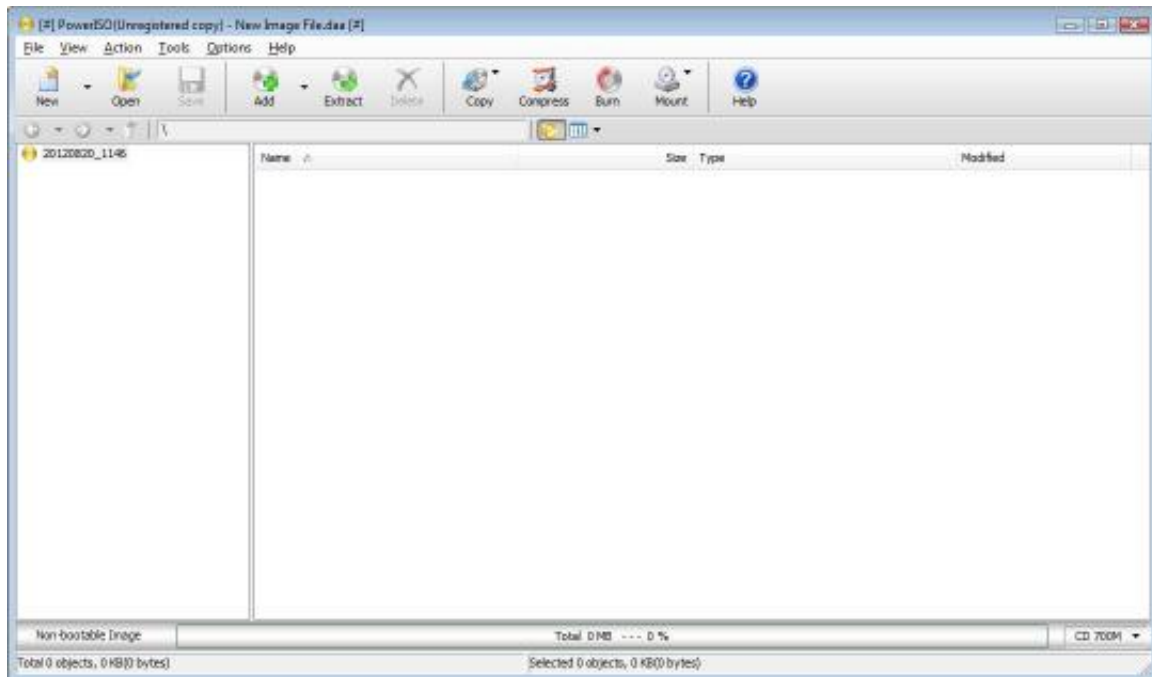 [#] PowerISO(Unregistered copy) - New Image File.daa [#]
File View Action Tools Options Help
New Open Save Add Extract Delete Copy Compress Burn Mount Help
\
20120820_1146
Name Size Type Modified
Non-bootable Image Total 0 MB --- 0 % CD 700M
Total 0 objects, 0 KB(0 bytes) Selected 0 objects, 0 KB(0 bytes)